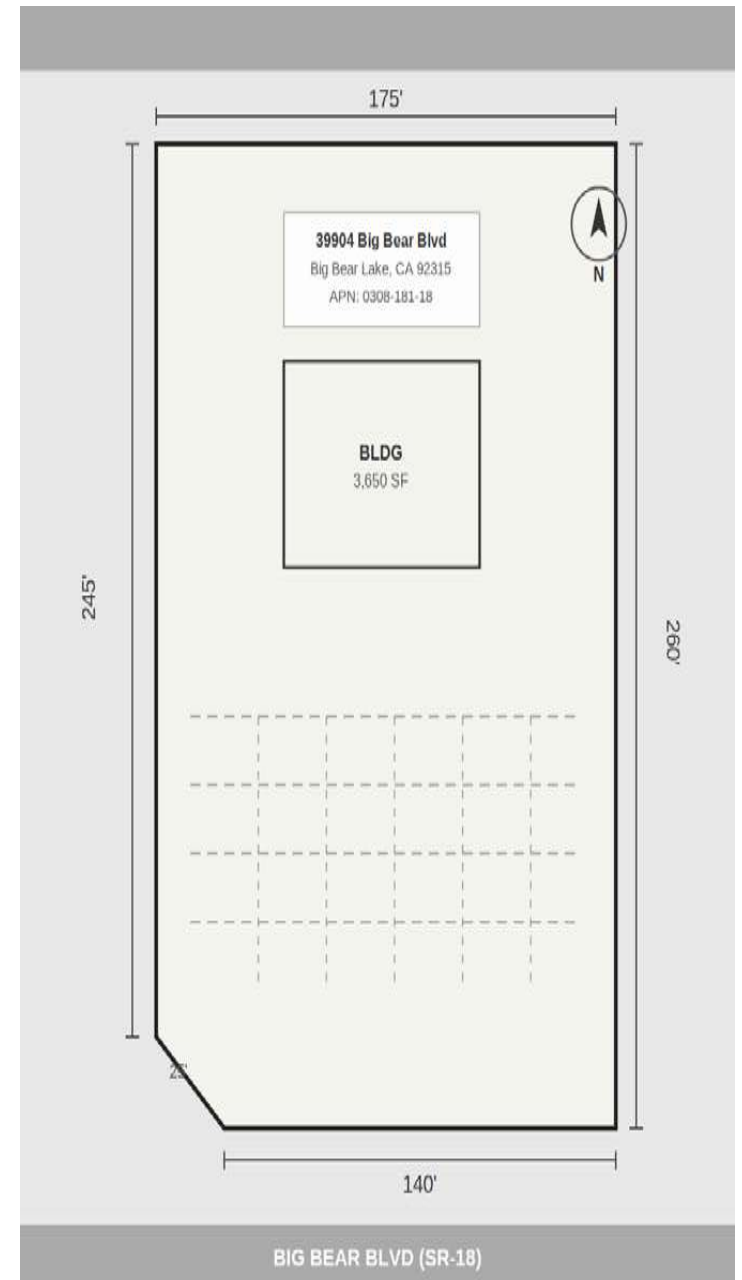 175'
39904 Big Bear Blvd
Big Bear Lake, CA 92315
APN: 0308-181-18
N
BLDG
3,650 SF
245'
260'
25'
140'
BIG BEAR BLVD (SR-18)